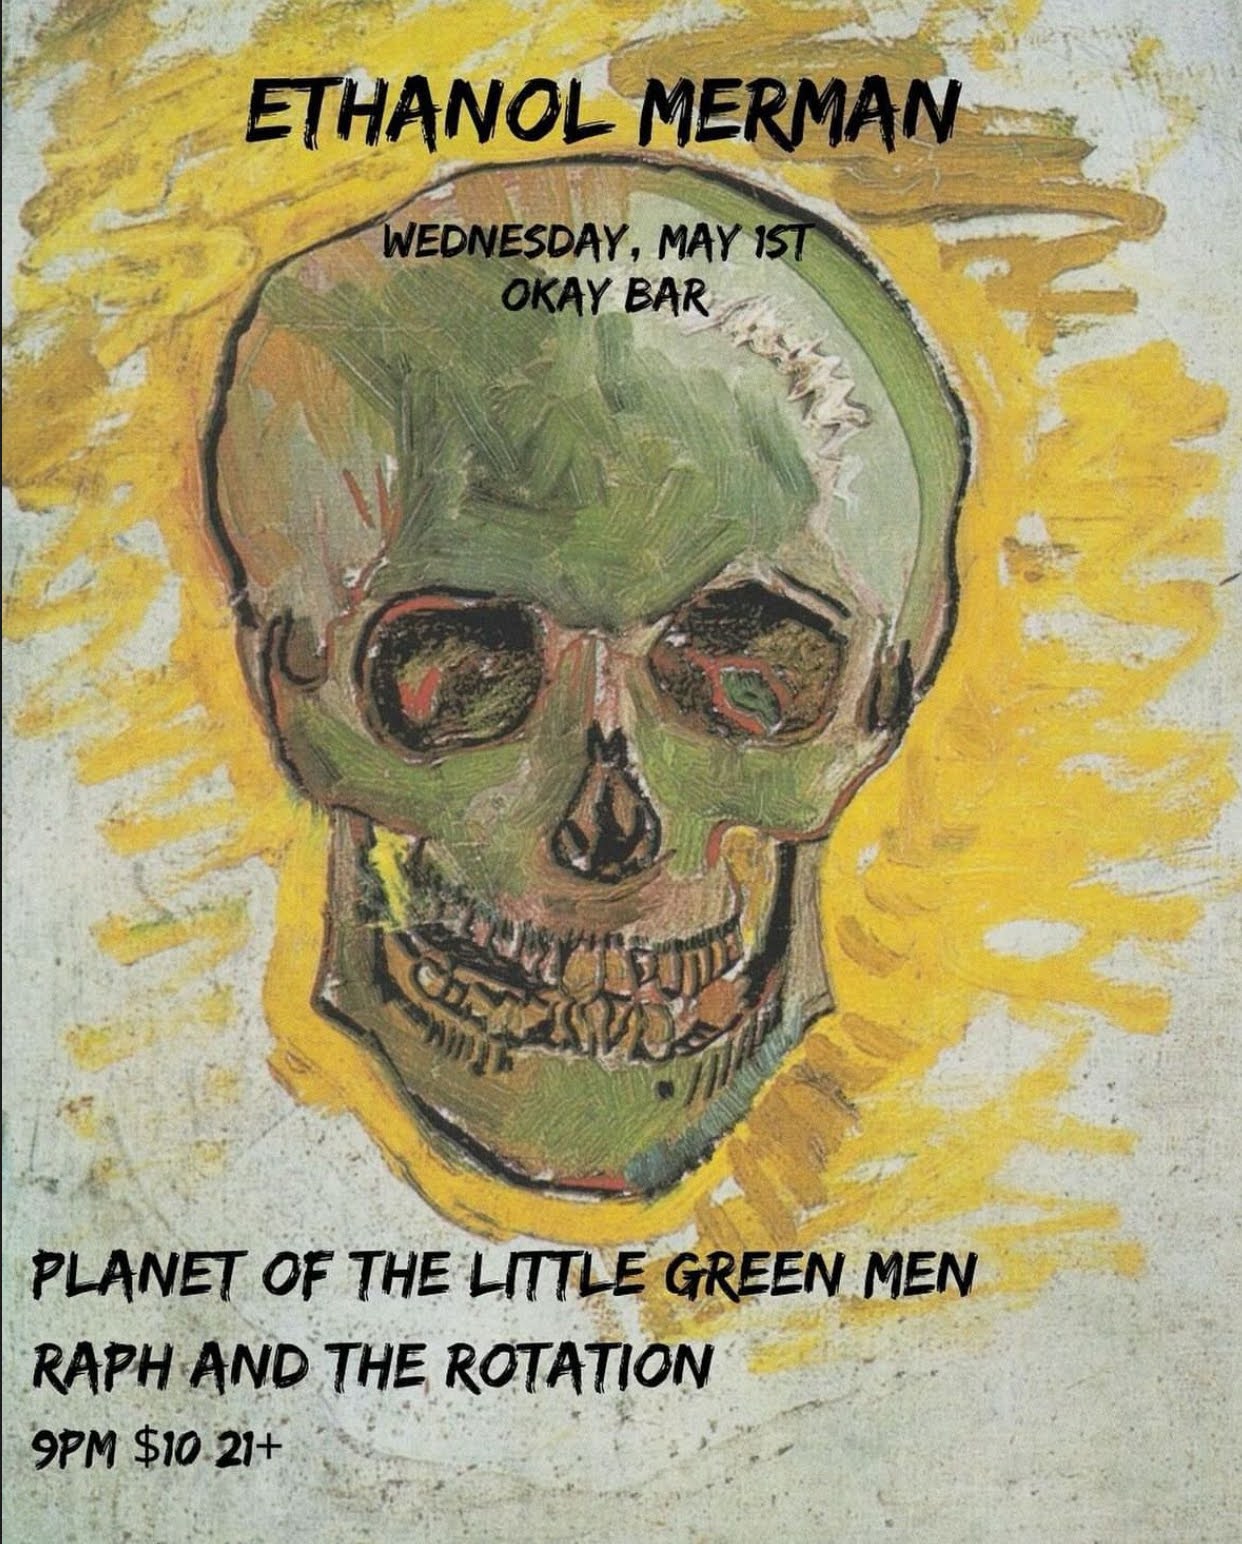 ETHANOL MERMAN
WEDNESDAY, MAY 1ST
OKAY BAR
PLANET OF THE LITTLE GREEN MEN
RAPH AND THE ROTATION
9PM $10 21+